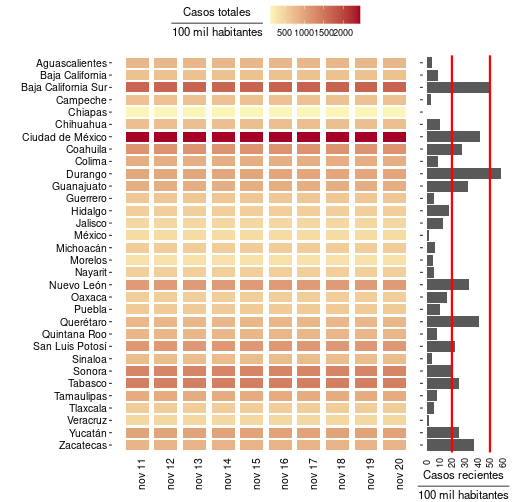 Casos totales
100 mil habitantes
500 1000 1500 2000
Aguascalientes
Baja California
Baja California Sur
Campeche
Chiapas
Chihuahua
Ciudad de México
Coahuila
Colima
Durango
Guanajuato
Guerrero
Hidalgo
Jalisco
México
Michoacán
Morelos
Nayarit
Nuevo León
Oaxaca
Puebla
Querétaro
Quintana Roo
San Luis Potosí
Sinaloa
Sonora
Tabasco
Tamaulipas
Tlaxcala
Veracruz
Yucatán
Zacatecas
nov 11
nov 12
nov 13
nov 14
nov 15
nov 16
nov 17
nov 18
nov 19
nov 20
0
10
20
30
40
50
60
Casos recientes
100 mil habitantes